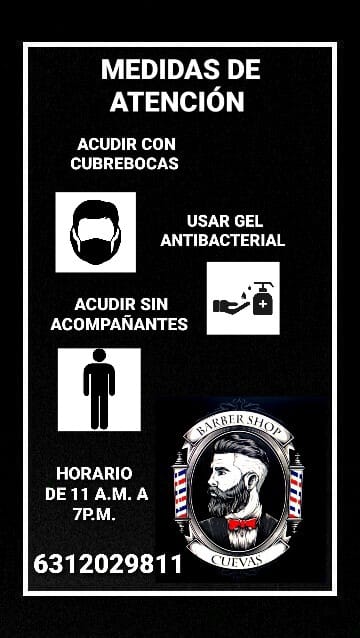 MEDIDAS DE
ATENCIÓN
ACUDIR CON
CUBREBOCAS
USAR GEL
ANTIBACTERIAL
ACUDIR SIN
ACOMPAÑANTES
HORARIO
DE 11 A.M. A
7P.M.
BARBER SHOP
CUEVAS
6312029811